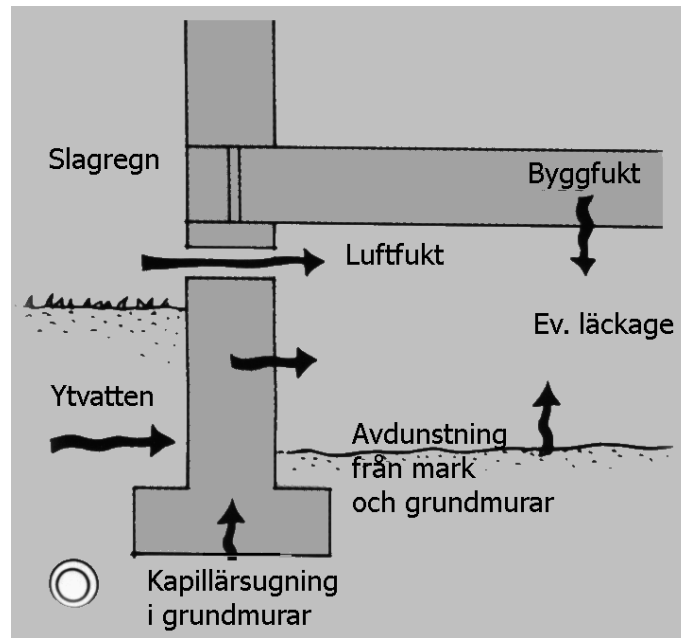 Slagregn
Byggfukt
Luftfukt
Ev. läckage
Ytvatten
Avdunstning
från mark
och grundmurar
Kapillärsugning
i grundmurar